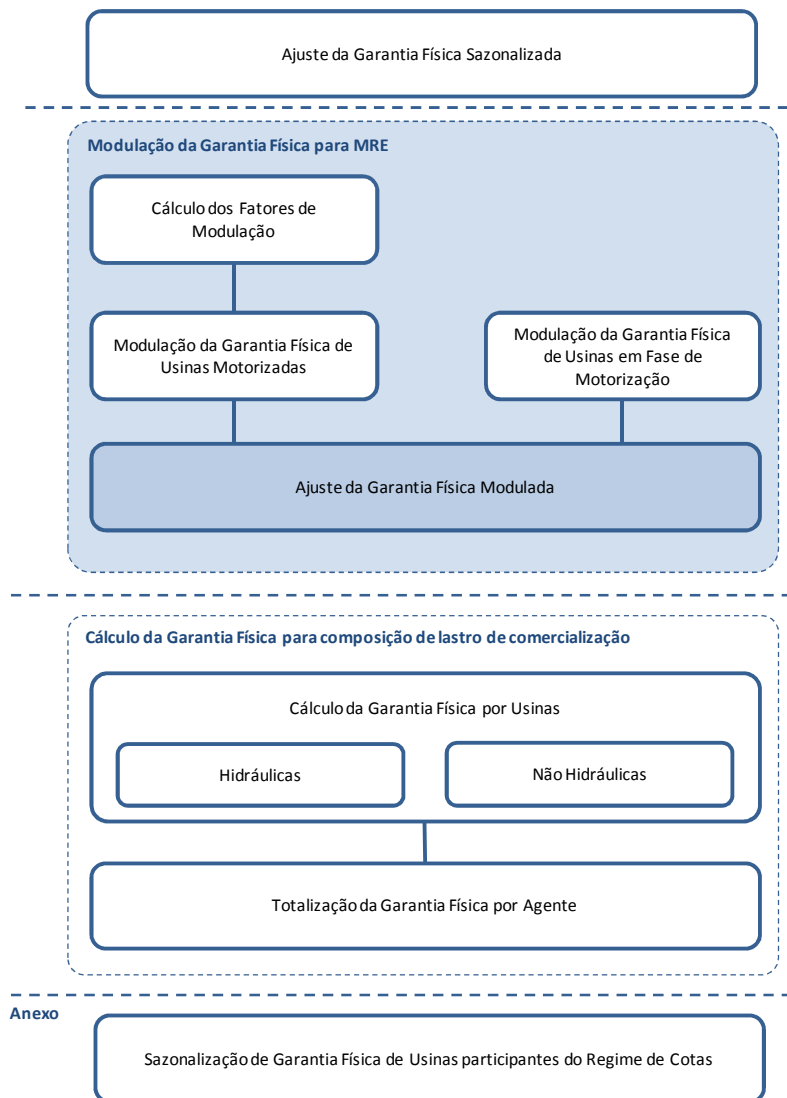 Ajuste da Garantia Física Sazonalizada
Modulação da Garantia Física para MRE
Cálculo dos Fatores de
Modulação
Modulação da Garantia Física de
Usinas Motorizadas
Modulação da Garantia Física
de Usinas em Fase de
Motorização
Ajuste da Garantia Física Modulada
Cálculo da Garantia Física para composição de lastro de comercialização
Cálculo da Garantia Física por Usinas
Hidráulicas
Não Hidráulicas
Totalização da Garantia Física por Agente
Anexo
Sazonalização de Garantia Física de Usinas participantes do Regime de Cotas